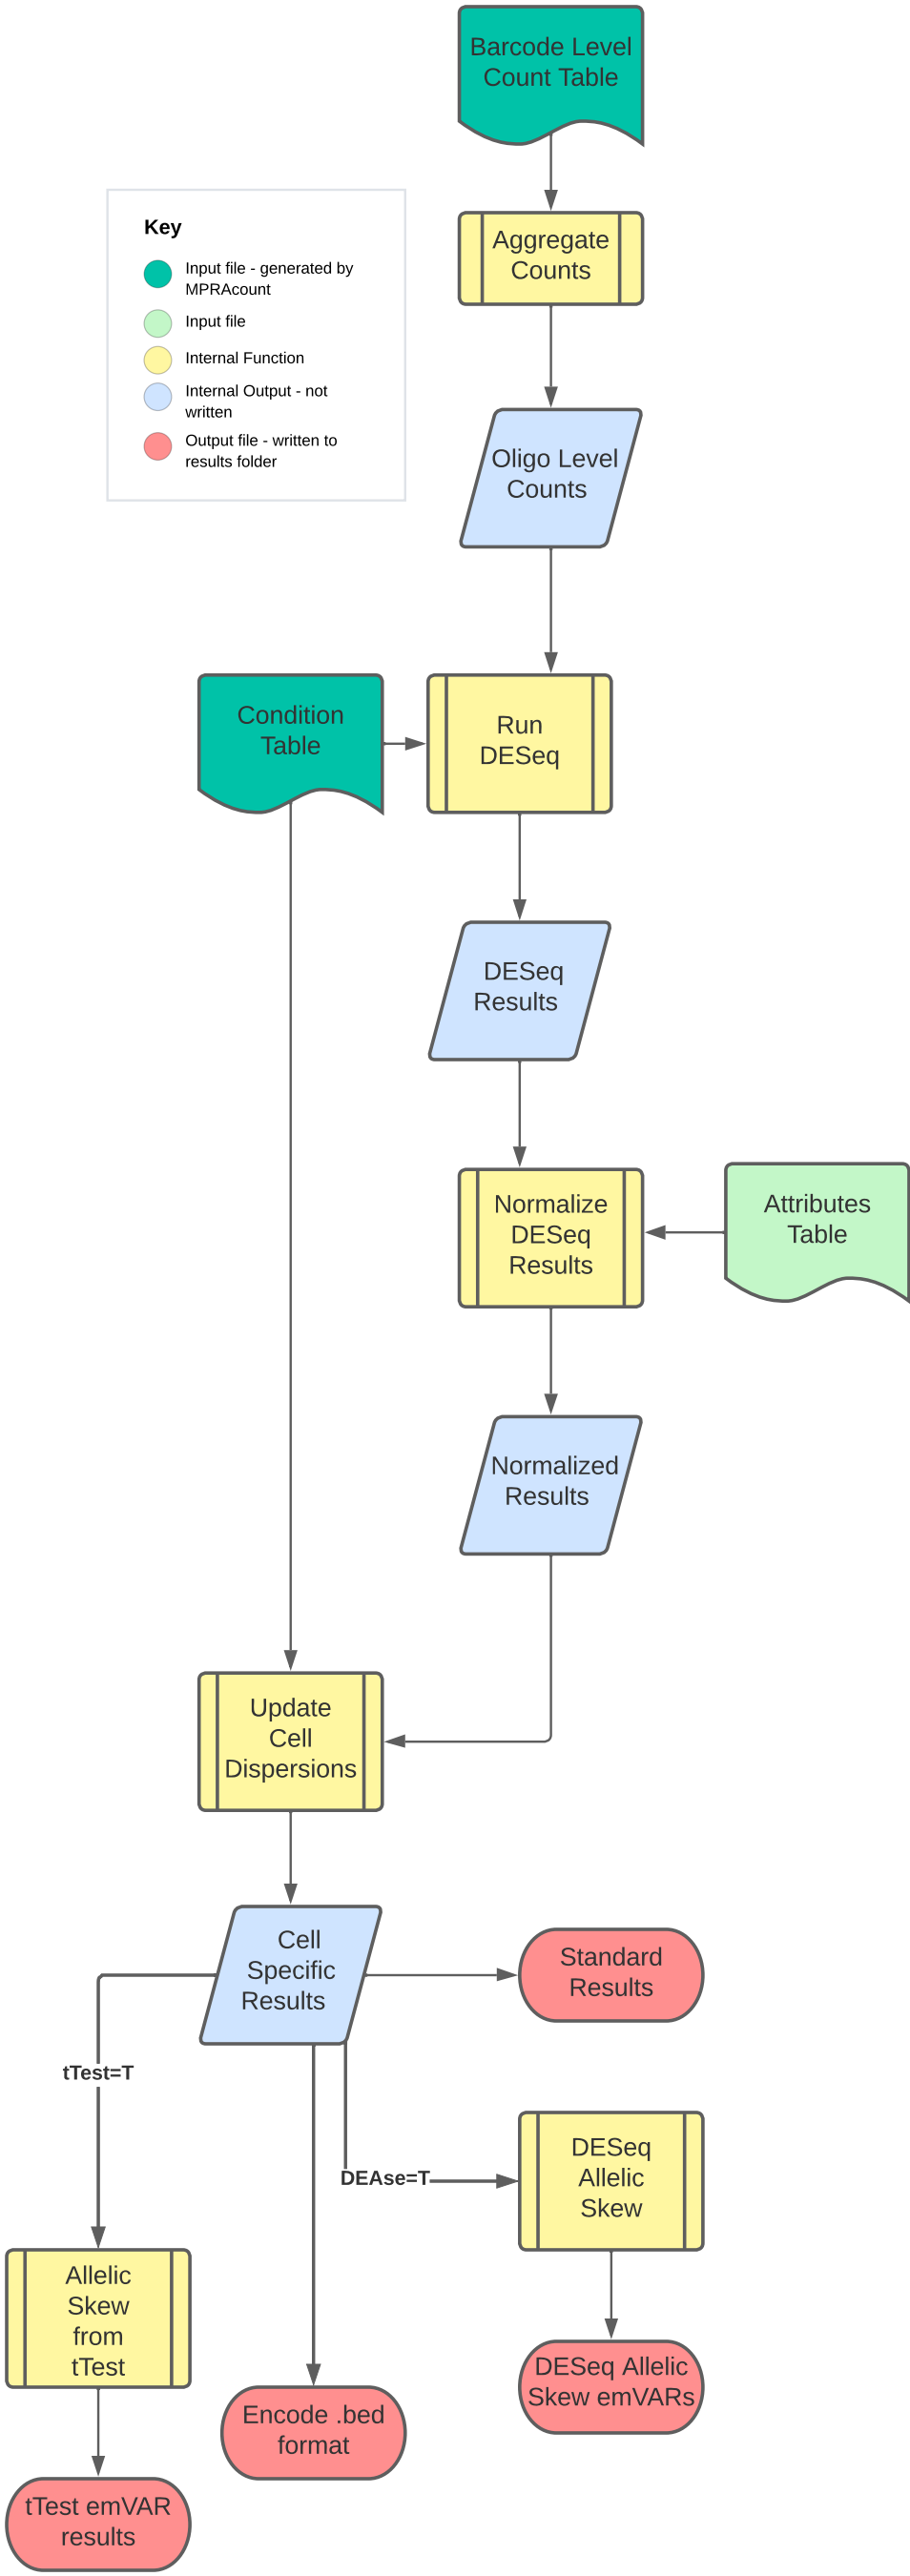 Barcode Level
Count Table
Key
Input file - generated by
MPRAcount
Input file
Internal Function
Internal Output - not
written
Output file - written to
results folder
Aggregate
Counts
Oligo Level
Counts
Condition
Table
Run
DESeq
DESeq
Results
Normalize
DESeq
Results
Attributes
Table
Normalized
Results
Update
Cell
Dispersions
Cell
Specific
Results
Standard
Results
tTest=T
DEAse=T
DESeq
Allelic
Skew
Allelic
Skew
from
tTest
DESeq Allelic
Skew emVARs
Encode .bed
format
tTest emVAR
results